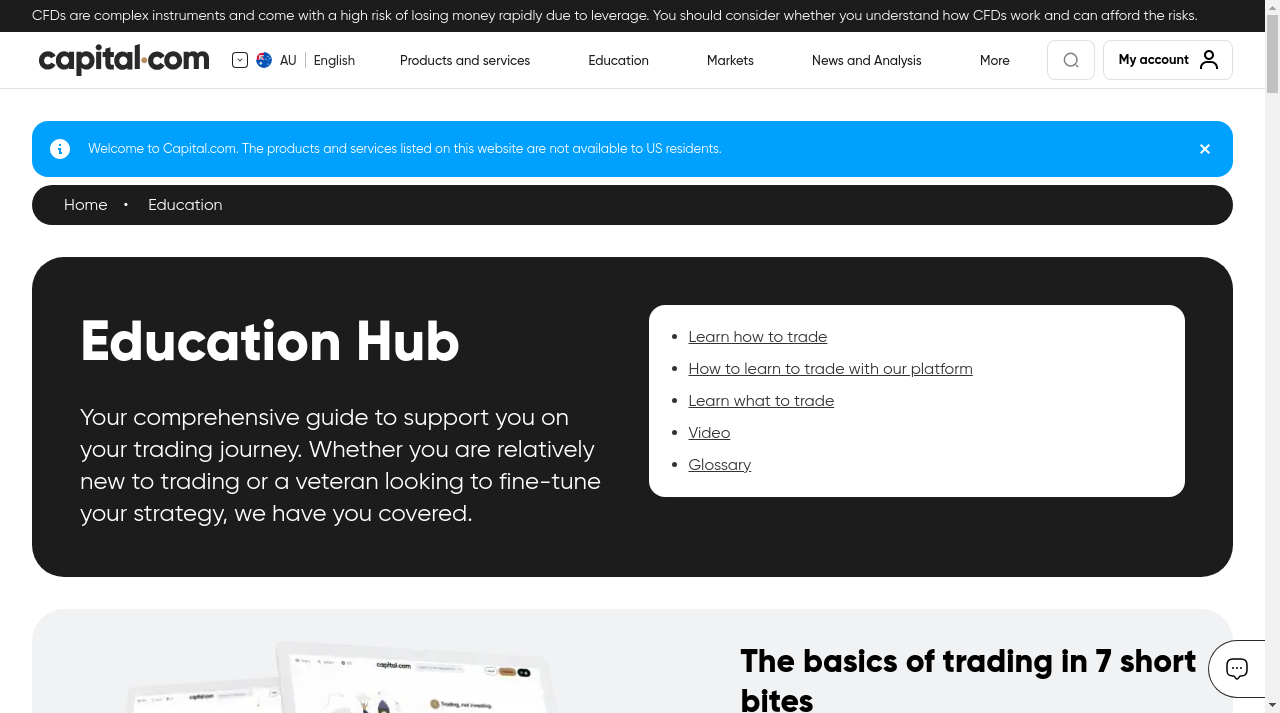 CFDs are complex instruments and come with a high risk of losing money rapidly due to leverage. You should consider whether you understand how CFDs work and can afford the risks.
capital.com
AU
English
Products and services
Education
Markets
News and Analysis
More
My account
Welcome to Capital.com. The products and services listed on this website are not available to US residents.
Home • Education
Education Hub
Your comprehensive guide to support you on
your trading journey. Whether you are relatively
new to trading or a veteran looking to fine-tune
your strategy, we have you covered.
• Learn how to trade
• How to learn to trade with our platform
• Learn what to trade
• Video
• Glossary
capital.com
capital.com
Trading, not investing.
The basics of trading in 7 short
bites